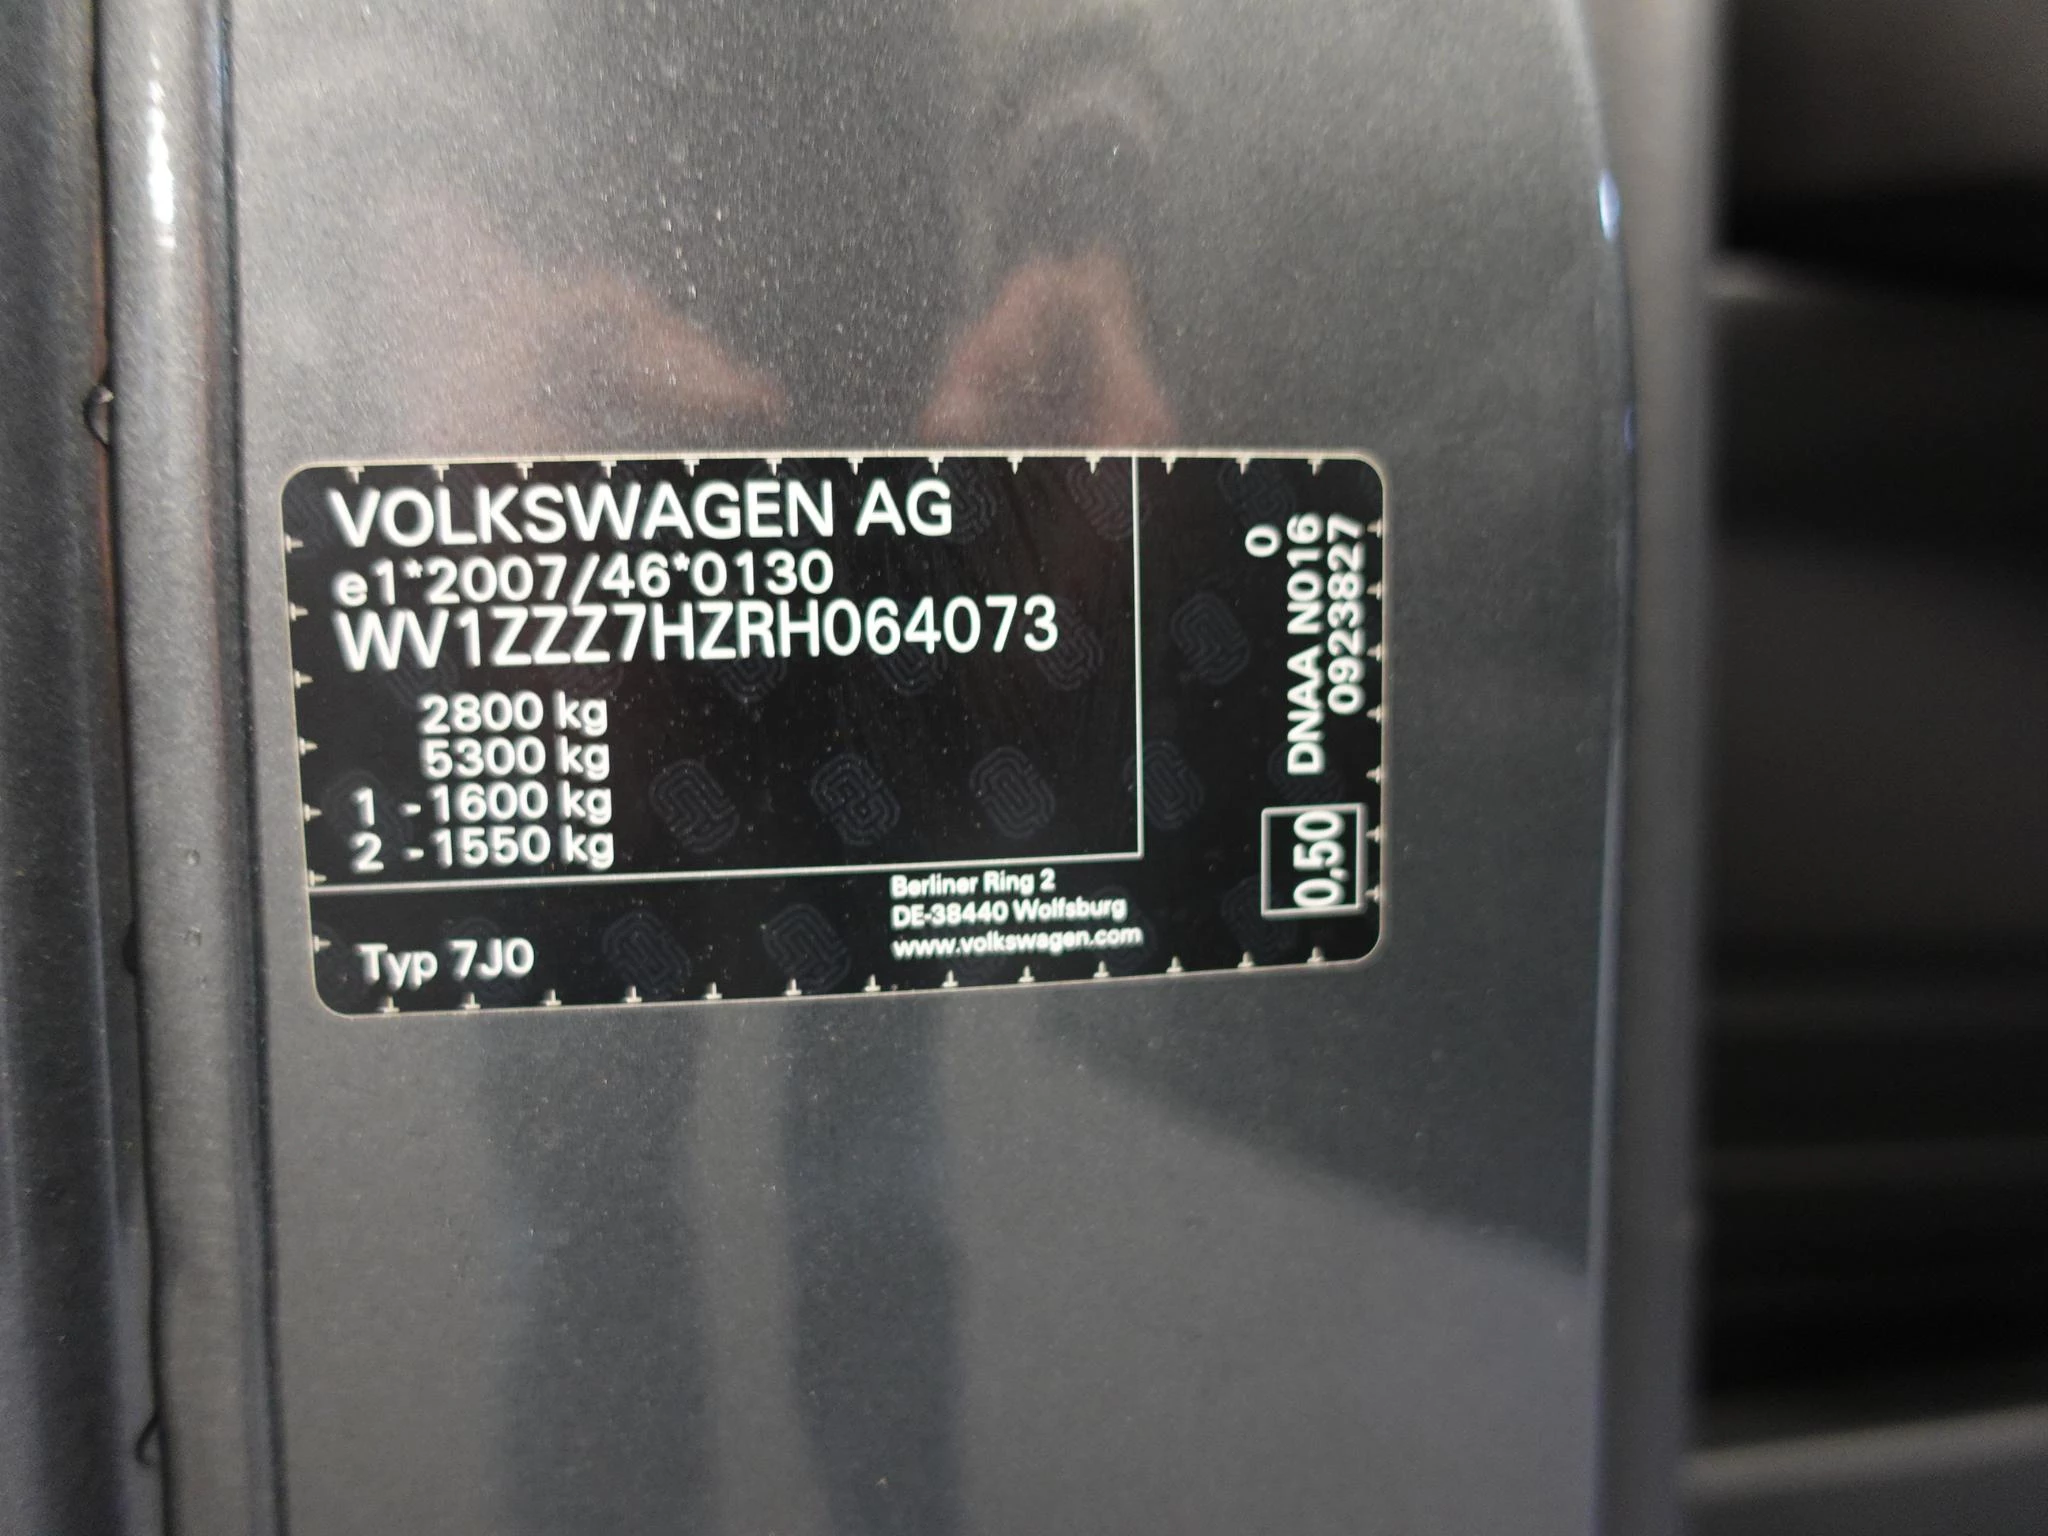 VOLKSWAGEN AG
e1*2007/46*0130
WV1ZZZ7HZRH064073
2800 kg
5300 kg
1 - 1600 kg
2 - 1550 kg
Berliner Ring 2
DE-38440 Wolfsburg
www.volkswagen.com
Typ 7J0
0
DNAA N016
0923827
0,50